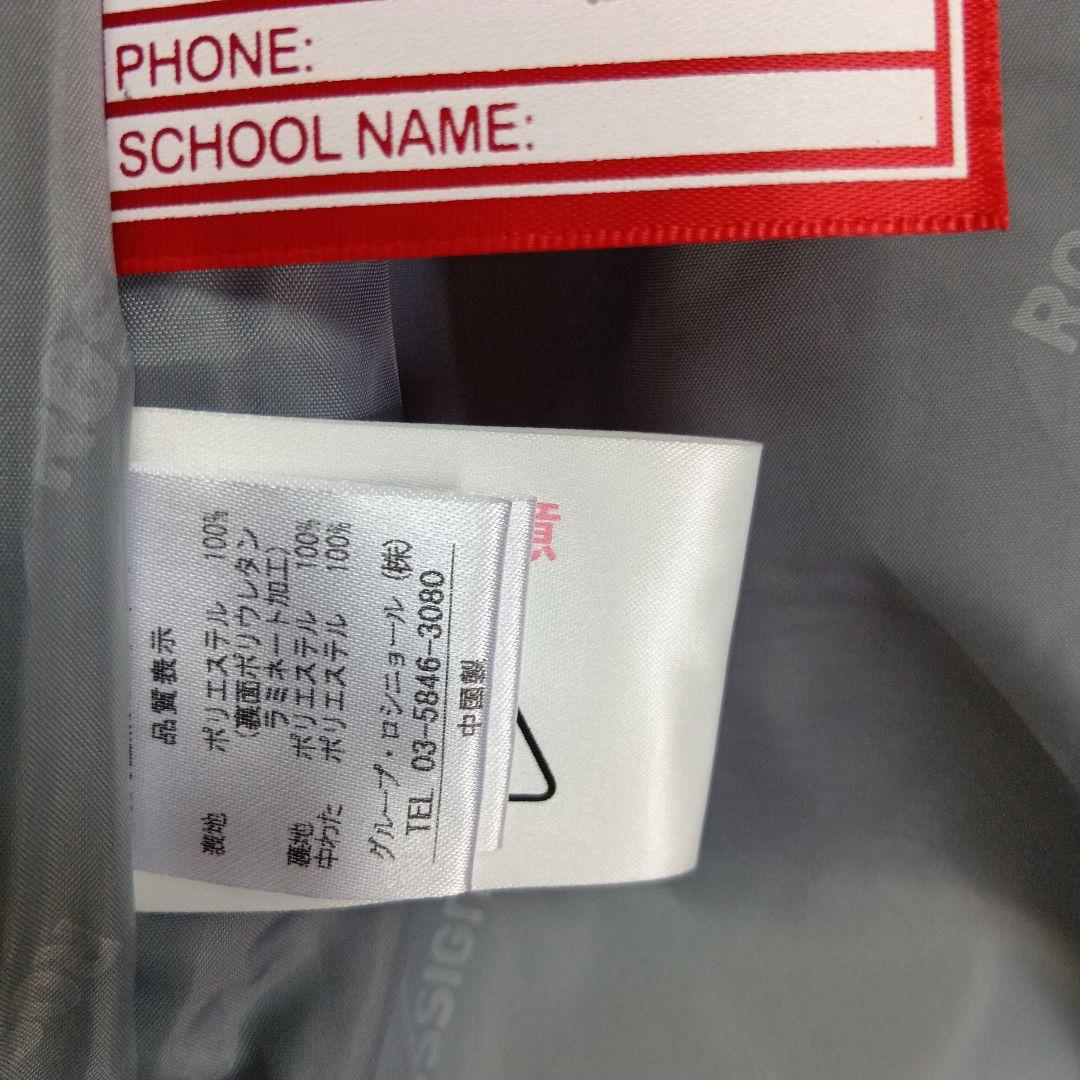 PHONE:
SCHOOL NAME:
品質表示
表地 ポリエステル 100%
(裏面ポリウレタン
ラミネート加工)
裏地 ポリエステル 100%
中わた ポリエステル 100%
グループ・ロシニョール (株)
TEL 03-5846-3080
中国製
RO
SSIG